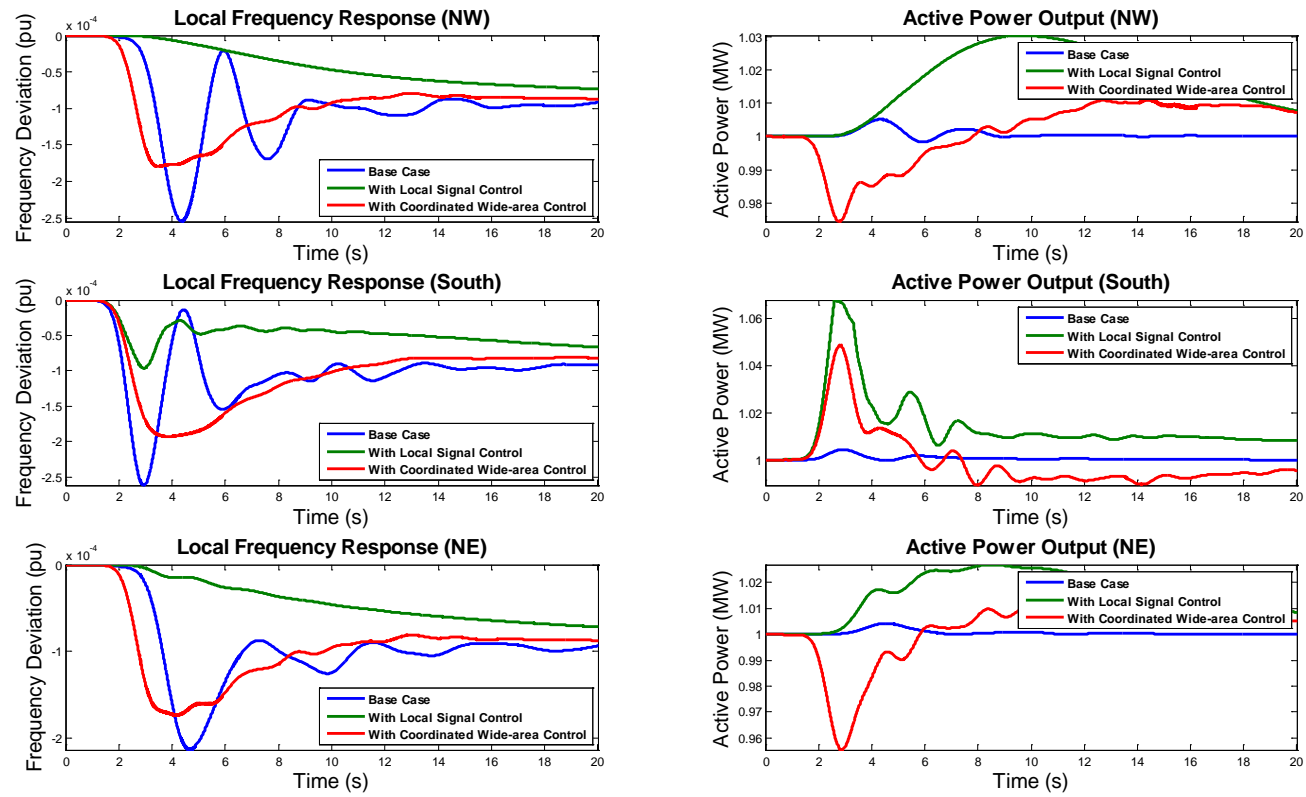 Local Frequency Response (NW)
x 10^-4
0
-0.5
-1
-1.5
-2
-2.5
Frequency Deviation (pu)
Base Case
With Local Signal Control
With Coordinated Wide-area Control
0 2 4 6 8 10 12 14 16 18 20
Time (s)
Active Power Output (NW)
1.03
1.02
1.01
1
0.99
0.98
Active Power (MW)
Base Case
With Local Signal Control
With Coordinated Wide-area Control
0 2 4 6 8 10 12 14 16 18 20
Time (s)
Local Frequency Response (South)
x 10^-4
0
-0.5
-1
-1.5
-2
-2.5
Frequency Deviation (pu)
Base Case
With Local Signal Control
With Coordinated Wide-area Control
0 2 4 6 8 10 12 14 16 18 20
Time (s)
Active Power Output (South)
1.06
1.04
1.02
1
Active Power (MW)
Base Case
With Local Signal Control
With Coordinated Wide-area Control
0 2 4 6 8 10 12 14 16 18 20
Time (s)
Local Frequency Response (NE)
x 10^-4
0
-1
-2
Frequency Deviation (pu)
Base Case
With Local Signal Control
With Coordinated Wide-area Control
0 2 4 6 8 10 12 14 16 18 20
Time (s)
Active Power Output (NE)
1.02
1.01
1
0.99
0.98
0.97
0.96
Active Power (MW)
Base Case
With Local Signal Control
With Coordinated Wide-area Control
0 2 4 6 8 10 12 14 16 18 20
Time (s)